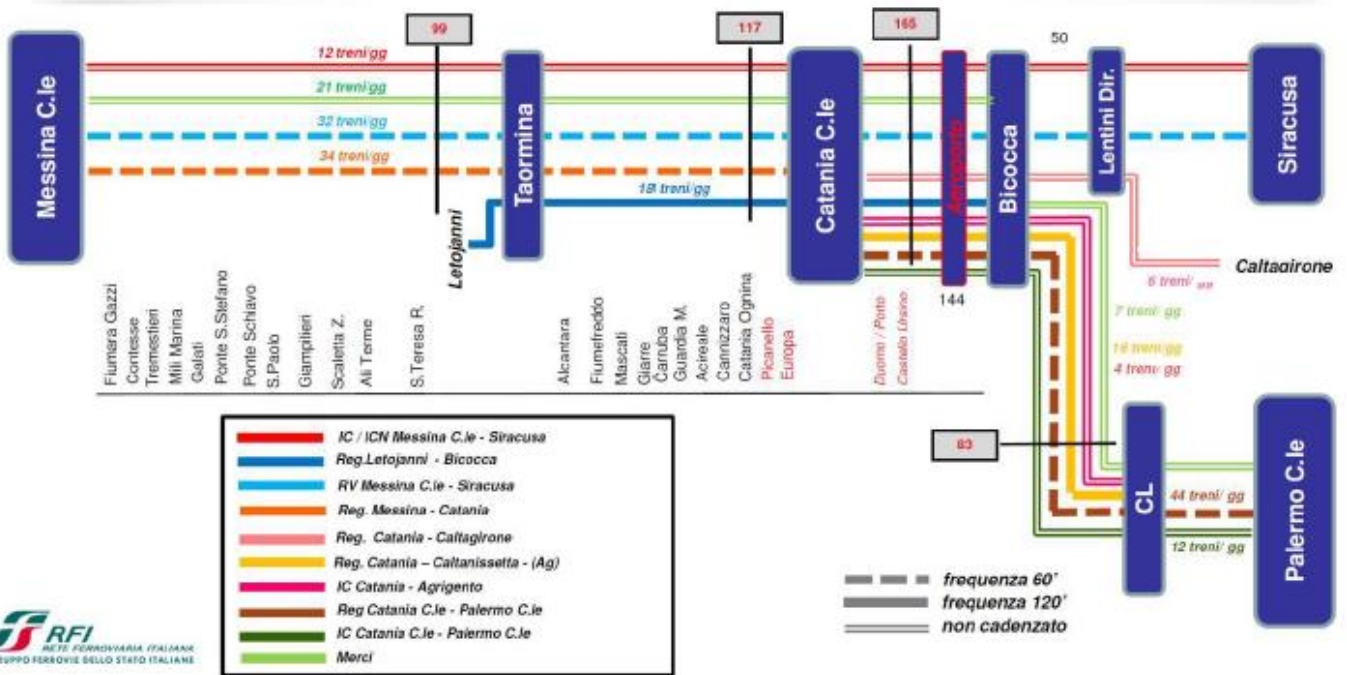 99
117
165
50
12 treni/gg
21 treni/gg
32 treni/gg
34 treni/gg
18 treni/gg
Messina C.le
Letojanni
Taormina
Catania C.le
Aeroporto
Bicocca
Lentini Dir.
Siracusa
144
Caltagirone
6 treni/ gg
7 treni/ gg
16 treni/gg
4 treni/ gg
Fiumara Gazzi
Contesse
Tremestieri
Mili Marina
Galati
Ponte S.Stefano
Ponte Schiavo
S.Paolo
Giampilieri
Scaletta Z.
Alì Terme
S.Teresa R.
Alcantara
Fiumefreddo
Mascati
Giarre
Carruba
Guardia M.
Acireale
Cannizzaro
Catania Ognina
Picanello
Europa
Duomo / Porto
Castello Ursino
83
CL
44 treni/ gg
12 treni/ gg
Palermo C.le
IC / ICN Messina C.le - Siracusa
Reg.Letojanni - Bicocca
RV Messina C.le - Siracusa
Reg. Messina - Catania
Reg. Catania - Caltagirone
Reg. Catania – Caltanissetta - (Ag)
IC Catania - Agrigento
Reg Catania C.le - Palermo C.le
IC Catania C.le - Palermo C.le
Merci
frequenza 60'
frequenza 120'
non cadenzato
RFI
RETE FERROVIARIA ITALIANA
GRUPPO FERROVIE DELLO STATO ITALIANE